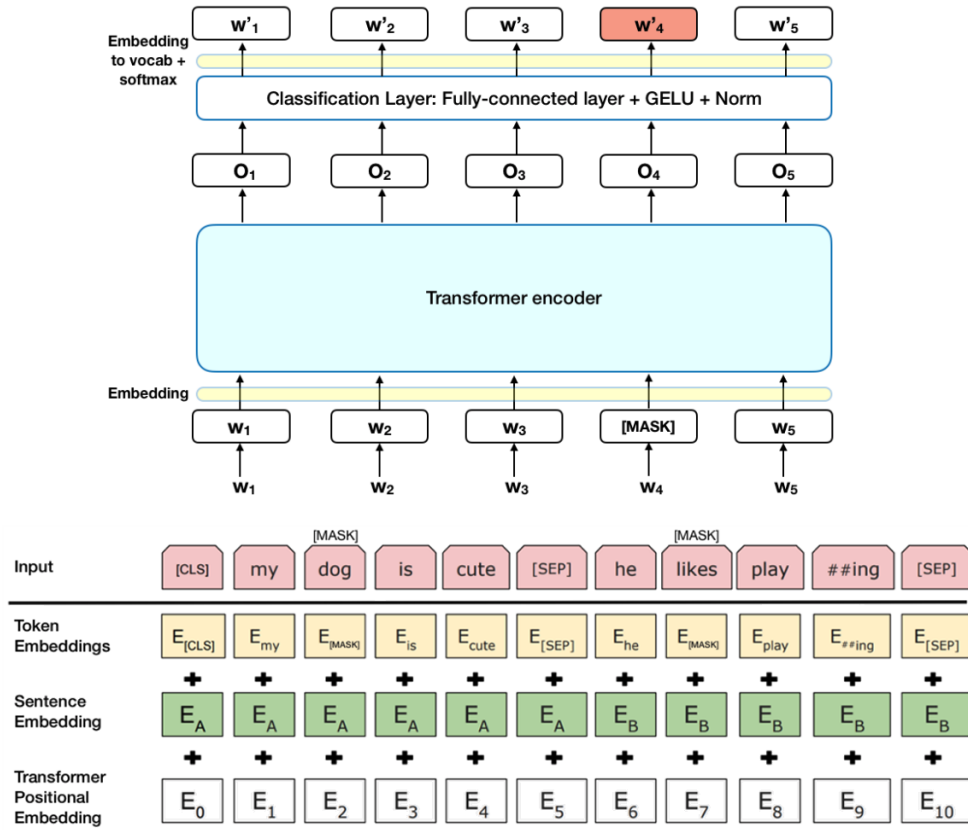 w'1 w'2 w'3 w'4 w'5
Embedding
to vocab +
softmax
Classification Layer: Fully-connected layer + GELU + Norm
O1 O2 O3 O4 O5
Transformer encoder
Embedding
W1 W2 W3 [MASK] W5
W1 W2 W3 W4 W5
[MASK] [MASK]
Input [CLS] my dog is cute [SEP] he likes play ##ing [SEP]
Token
Embeddings
E[CLS] Emy E[MASK] Eis Ecute E[SEP] Ehe E[MASK] Eplay E##ing E[SEP]
+ + + + + + + + + + +
Sentence
Embedding
EA EA EA EA EA EA EB EB EB EB EB
+ + + + + + + + + + +
Transformer
Positional
Embedding
E0 E1 E2 E3 E4 E5 E6 E7 E8 E9 E10